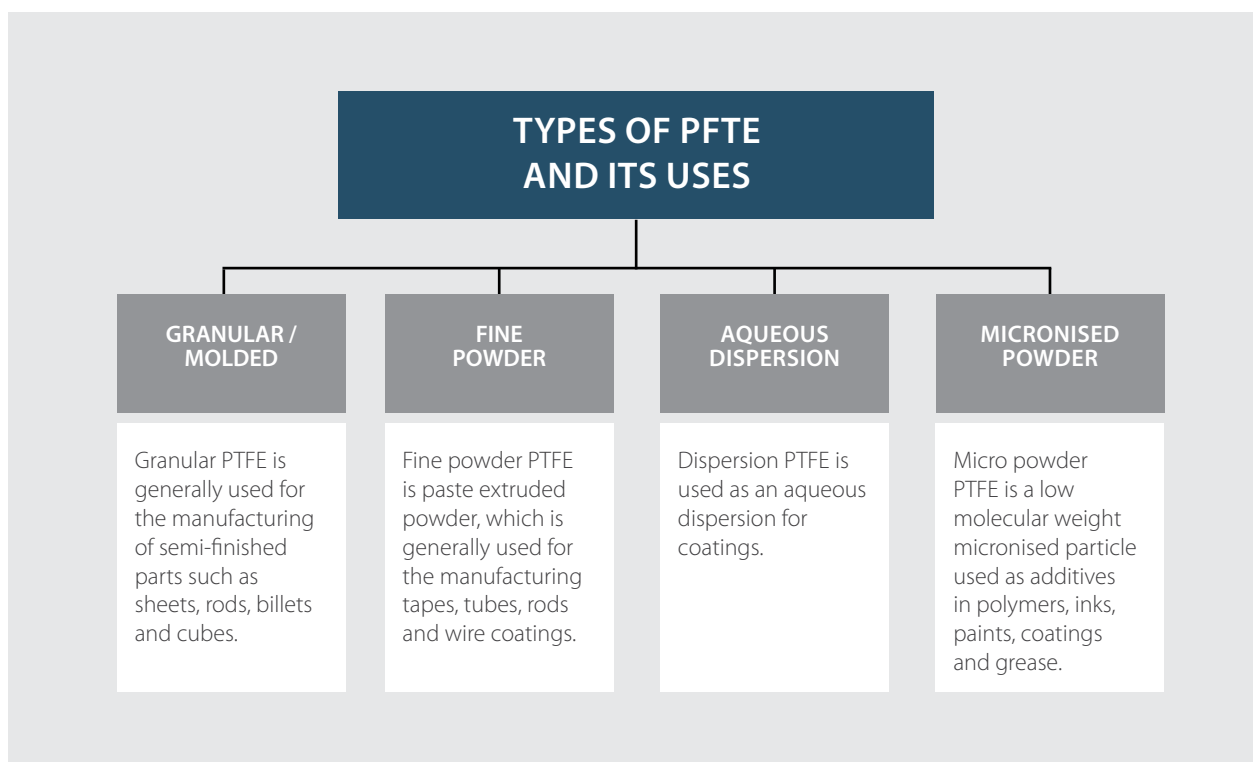 TYPES OF PFTE
AND ITS USES
GRANULAR /
MOLDED
Granular PTFE is
generally used for
the manufacturing
of semi-finished
parts such as
sheets, rods, billets
and cubes.
FINE
POWDER
Fine powder PTFE
is paste extruded
powder, which is
generally used for
the manufacturing
tapes, tubes, rods
and wire coatings.
AQUEOUS
DISPERSION
Dispersion PTFE is
used as an aqueous
dispersion for
coatings.
MICRONISED
POWDER
Micro powder
PTFE is a low
molecular weight
micronised particle
used as additives
in polymers, inks,
paints, coatings
and grease.